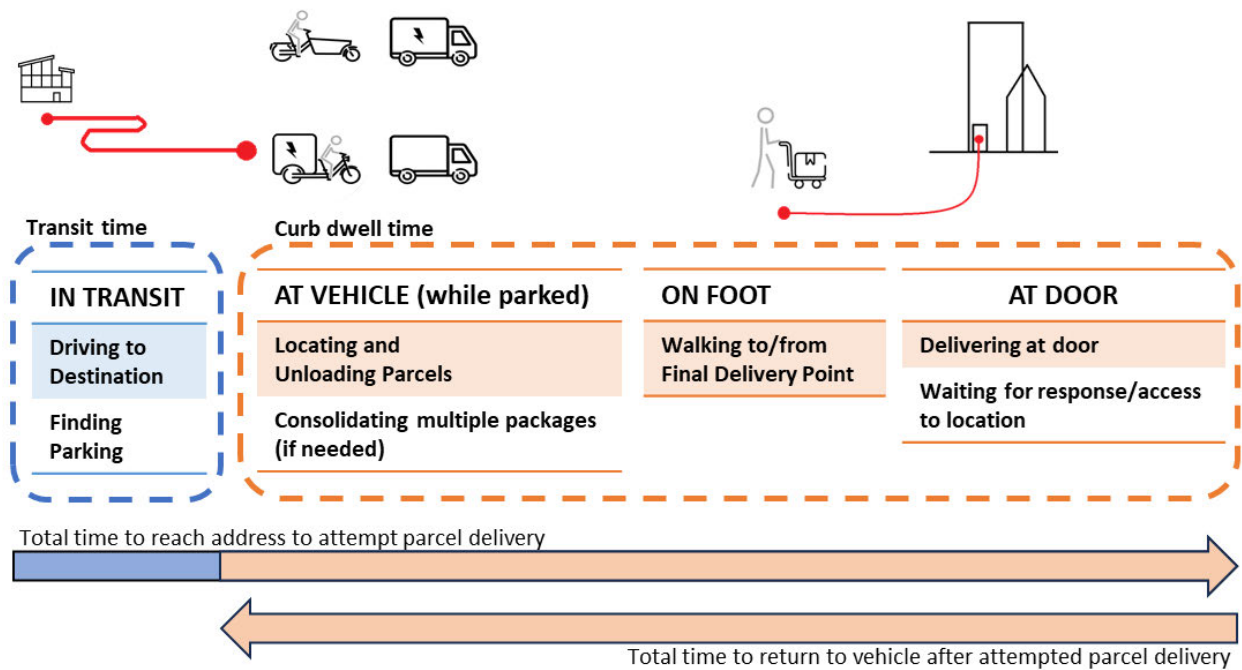 Transit time
IN TRANSIT
Driving to
Destination
Finding
Parking
Curb dwell time
AT VEHICLE (while parked)
Locating and
Unloading Parcels
Consolidating multiple packages
(if needed)
ON FOOT
Walking to/from
Final Delivery Point
AT DOOR
Delivering at door
Waiting for response/access
to location
Total time to reach address to attempt parcel delivery
Total time to return to vehicle after attempted parcel delivery